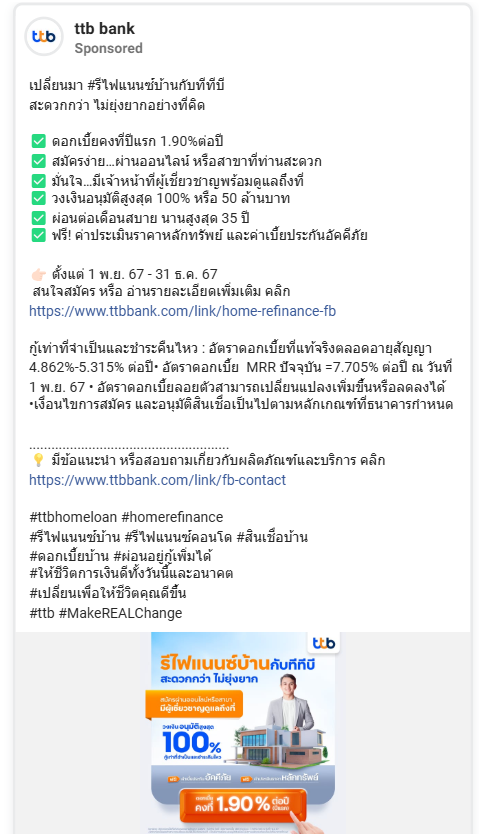 ttb
ttb bank
Sponsored
เปลี่ยนมา #รีไฟแนนซ์บ้านกับทีทีบี
สะดวกกว่า ไม่ยุ่งยากอย่างที่คิด
✅ ดอกเบี้ยคงที่ปีแรก 1.90%ต่อปี
✅ สมัครง่าย...ผ่านออนไลน์ หรือสาขาที่ท่านสะดวก
✅ มั่นใจ...มีเจ้าหน้าที่ผู้เชี่ยวชาญพร้อมดูแลถึงที่
✅ วงเงินอนุมัติสูงสุด 100% หรือ 50 ล้านบาท
✅ ผ่อนต่อเดือนสบาย นานสูงสุด 35 ปี
✅ ฟรี! ค่าประเมินราคาหลักทรัพย์ และค่าเบี้ยประกันอัคคีภัย
👉🏻 ตั้งแต่ 1 พ.ย. 67 - 31 ธ.ค. 67
สนใจสมัคร หรือ อ่านรายละเอียดเพิ่มเติม คลิก
https://www.ttbbank.com/link/home-refinance-fb
กู้เท่าที่จำเป็นและชำระคืนไหว : อัตราดอกเบี้ยที่แท้จริงตลอดอายุสัญญา
4.862%-5.315% ต่อปี• อัตราดอกเบี้ย MRR ปัจจุบัน =7.705% ต่อปี ณ วันที่
1 พ.ย. 67 • อัตราดอกเบี้ยลอยตัวสามารถเปลี่ยนแปลงเพิ่มขึ้นหรือลดลงได้
•เงื่อนไขการสมัคร และอนุมัติสินเชื่อเป็นไปตามหลักเกณฑ์ที่ธนาคารกำหนด
......................................................
💡 มีข้อแนะนำ หรือสอบถามเกี่ยวกับผลิตภัณฑ์และบริการ คลิก
https://www.ttbbank.com/link/fb-contact
#ttbhomeloan #homerefinance
#รีไฟแนนซ์บ้าน #รีไฟแนนซ์คอนโด #สินเชื่อบ้าน
#ดอกเบี้ยบ้าน #ผ่อนอยู่กู้เพิ่มได้
#ให้ชีวิตการเงินดีทั้งวันนี้และอนาคต
#เปลี่ยนเพื่อให้ชีวิตคุณดีขึ้น
#ttb #MakeREALChange
ttb
รีไฟแนนซ์บ้านกับทีทีบี
สะดวกกว่า ไม่ยุ่งยาก
สมัครผ่านออนไลน์หรือสาขา
มีผู้เชี่ยวชาญดูแลถึงที่
วงเงินอนุมัติสูงสุด
100%
กู้เท่าที่จำเป็นและชำระคืนไหว
อัคคีภัย
หลักทรัพย์
ดอกเบี้ย
คงที่ 1.90% ต่อปี